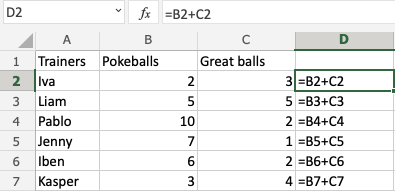 D2 fx =B2+C2
A B C D
1 Trainers Pokeballs Great balls
2 Iva 2 3 =B2+C2
3 Liam 5 5 =B3+C3
4 Pablo 10 2 =B4+C4
5 Jenny 7 1 =B5+C5
6 Iben 6 2 =B6+C6
7 Kasper 3 4 =B7+C7